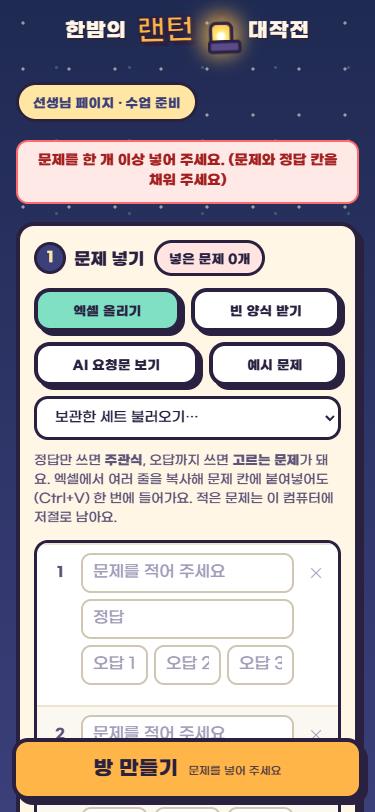 한밤의 랜턴 대작전
선생님 페이지 · 수업 준비
문제를 한 개 이상 넣어 주세요. (문제와 정답 칸을
채워 주세요)
1 문제 넣기 넣은 문제 0개
엑셀 올리기 빈 양식 받기
AI 요청문 보기 예시 문제
보관한 세트 불러오기…
정답만 쓰면 주관식, 오답까지 쓰면 고르는 문제가 돼
요. 엑셀에서 여러 줄을 복사해 문제 칸에 붙여넣어도
(Ctrl+V) 한 번에 들어가요. 적은 문제는 이 컴퓨터에
저절로 남아요.
1 문제를 적어 주세요 ×
정답
오답 1 오답 2 오답 3
2 문제를 적어 주세요 ×
방 만들기 문제를 넣어 주세요